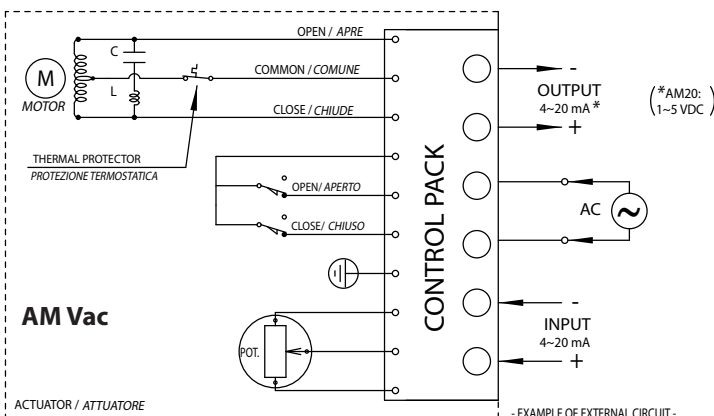 OPEN / APRE
C
COMMON / COMUNE
M
MOTOR
L
CLOSE / CHIUDE
THERMAL PROTECTOR
PROTEZIONE TERMOSTATICA
OPEN/ APERTO
CLOSE/ CHIUSO
AM Vac
POT.
ACTUATOR / ATTUATORE
CONTROL PACK
-
OUTPUT
4~20 mA *
+
(*AM20:
1~5 VDC)
AC
~
-
INPUT
4~20 mA
+
- EXAMPLE OF EXTERNAL CIRCUIT -